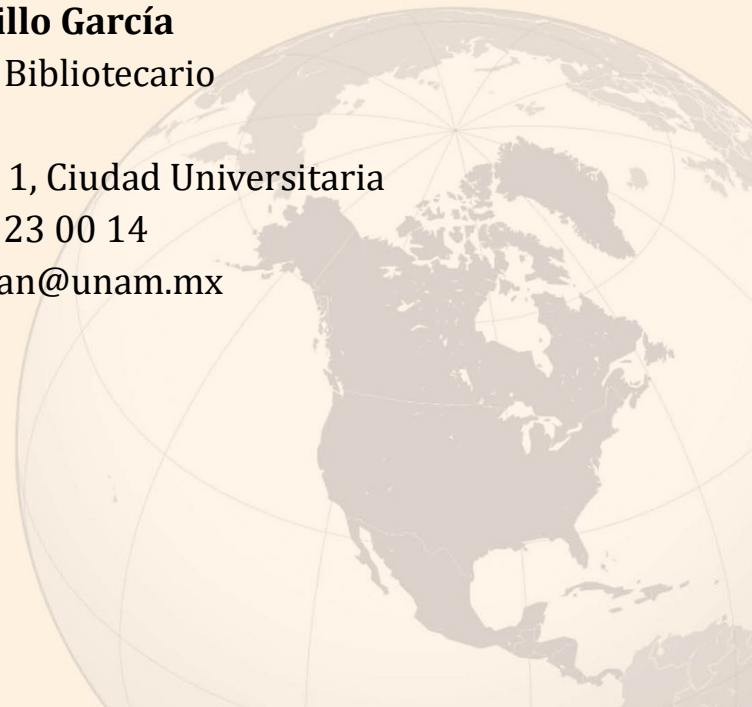 illo García
Bibliotecario
1, Ciudad Universitaria
23 00 14
an@unam.mx